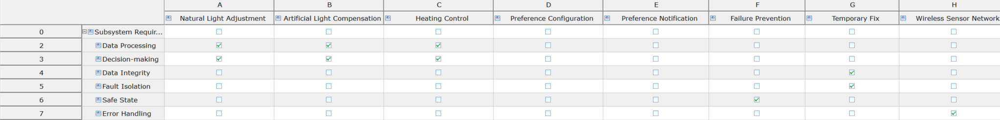 A B C D E F G H
Natural Light Adjustment Artificial Light Compensation Heating Control Preference Configuration Preference Notification Failure Prevention Temporary Fix Wireless Sensor Network
0 Subsystem Requir...
2 Data Processing
3 Decision-making
4 Data Integrity
5 Fault Isolation
6 Safe State
7 Error Handling